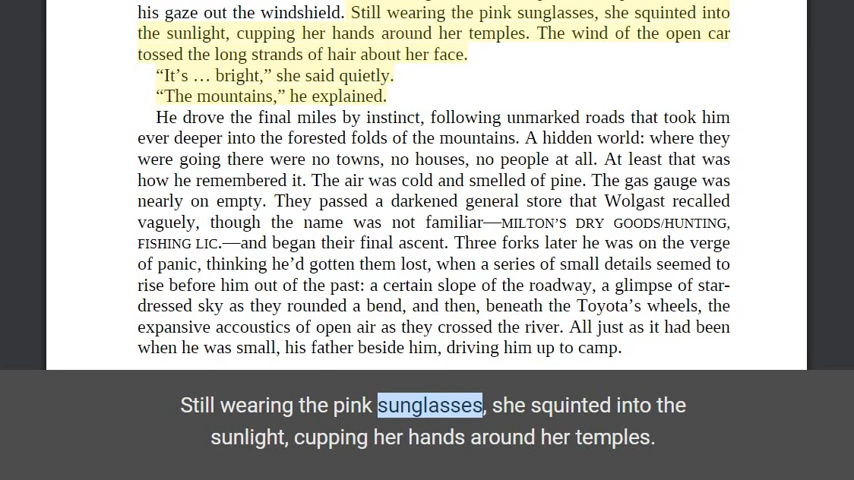 his gaze out the windshield. Still wearing the pink sunglasses, she squinted into
the sunlight, cupping her hands around her temples. The wind of the open car
tossed the long strands of hair about her face.
“It’s … bright,” she said quietly.
“The mountains,” he explained.
He drove the final miles by instinct, following unmarked roads that took him
ever deeper into the forested folds of the mountains. A hidden world: where they
were going there were no towns, no houses, no people at all. At least that was
how he remembered it. The air was cold and smelled of pine. The gas gauge was
nearly on empty. They passed a darkened general store that Wolgast recalled
vaguely, though the name was not familiar—MILTON’S DRY GOODS/HUNTING,
FISHING LIC.—and began their final ascent. Three forks later he was on the verge
of panic, thinking he’d gotten them lost, when a series of small details seemed to
rise before him out of the past: a certain slope of the roadway, a glimpse of star-
dressed sky as they rounded a bend, and then, beneath the Toyota’s wheels, the
expansive accoustics of open air as they crossed the river. All just as it had been
when he was small, his father beside him, driving him up to camp.
Still wearing the pink sunglasses, she squinted into the
sunlight, cupping her hands around her temples.